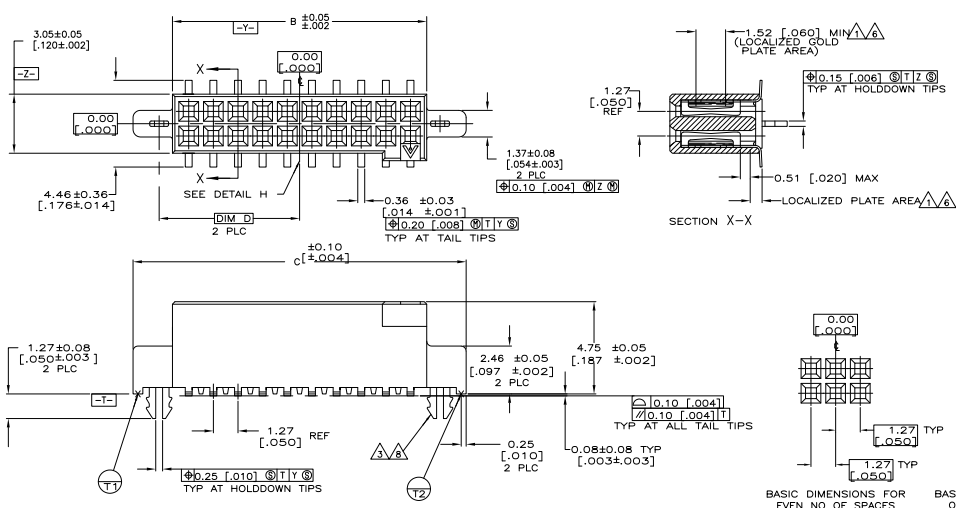 ±0.05
B ±.002
-Y-
3.05±0.05
[.120±.002]
-Z-
X
0.00
[.000]
0.00
[.000]
X
4.46±0.36
[.176±.014]
SEE DETAIL H
DIM D
2 PLC
0.36 ±0.03
[.014 ±.001]
⌖ 0.20 [.008] Ⓜ T Y Ⓢ
TYP AT TAIL TIPS
1.37±0.08
[.054±.003]
2 PLC
⌖ 0.10 [.004] Ⓜ Z Ⓜ
1.52 [.060] MIN 1 6
(LOCALIZED GOLD
PLATE AREA)
⌖ 0.15 [.006] Ⓢ T Z Ⓢ
TYP AT HOLDDOWN TIPS
1.27
[.050]
REF
0.51 [.020] MAX
LOCALIZED PLATE AREA 1 6
SECTION X-X
±0.10
C [±.004]
1.27±0.08
[.050±.003]
2 PLC
-T-
4.75 ±0.05
[.187 ±.002]
2.46 ±0.05
[.097 ±.002]
2 PLC
⌓ 0.10 [.004]
// 0.10 [.004] T
TYP AT ALL TAIL TIPS
1.27
[.050] REF
3 8
0.25
[.010]
2 PLC
0.08±0.08 TYP
[.003±.003]
⌖ 0.25 [.010] Ⓢ T Y Ⓢ
TYP AT HOLDDOWN TIPS
T1
T2
0.00
[.000]
1.27 TYP
[.050]
1.27 TYP
[.050]
BASIC DIMENSIONS FOR BAS
EVEN NO OF SPACES O